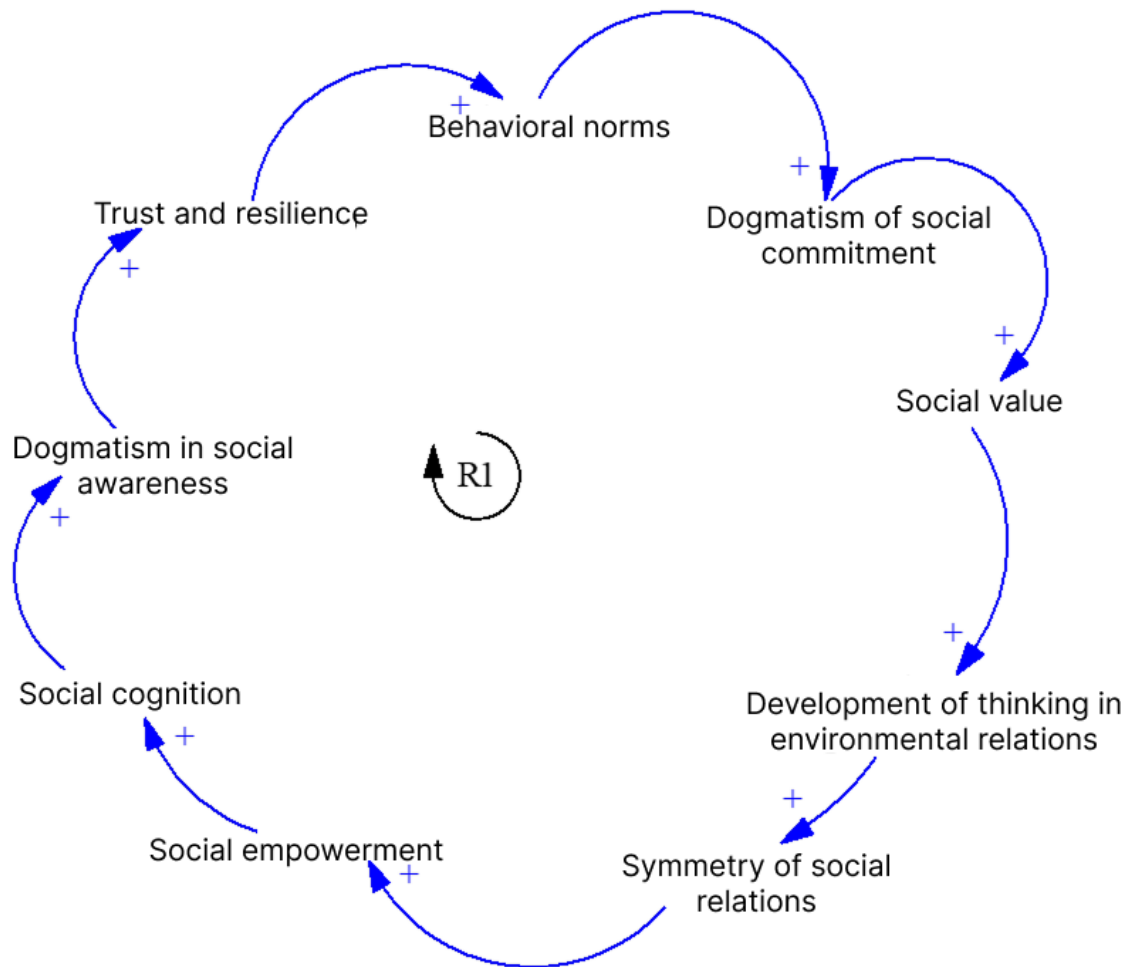 +
Behavioral norms
+
Dogmatism of social
commitment
Trust and resilience
+
+
Social value
Dogmatism in social
awareness
R1
+
+
Social cognition
Development of thinking in
environmental relations
+
+
Social empowerment
+
Symmetry of social
relations